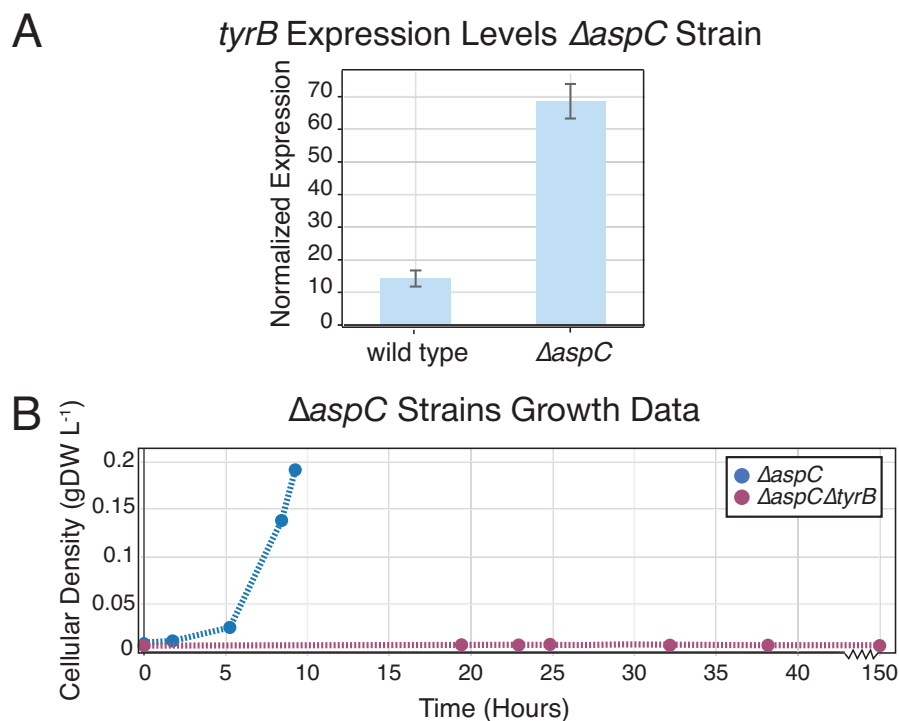 A
tyrB Expression Levels ΔaspC Strain
Normalized Expression
70
60
50
40
30
20
10
0
wild type
ΔaspC
B
ΔaspC Strains Growth Data
Cellular Density (gDW L-1)
0.2
0.15
0.1
0.05
0
ΔaspC
ΔaspCΔtyrB
0 5 10 15 20 25 30 35 40 150
Time (Hours)